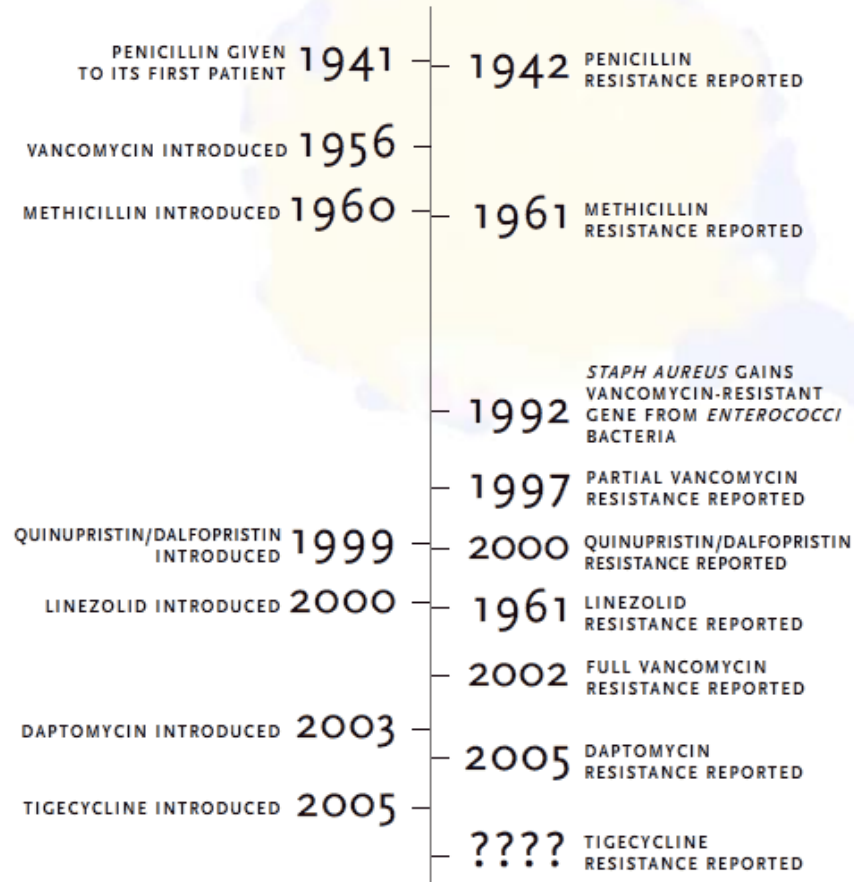 PENICILLIN GIVEN
TO ITS FIRST PATIENT 1941
1942 PENICILLIN
RESISTANCE REPORTED
VANCOMYCIN INTRODUCED 1956
METHICILLIN INTRODUCED 1960
1961 METHICILLIN
RESISTANCE REPORTED
STAPH AUREUS GAINS
VANCOMYCIN-RESISTANT
1992 GENE FROM ENTEROCOCCI
BACTERIA
1997 PARTIAL VANCOMYCIN
RESISTANCE REPORTED
QUINUPRISTIN/DALFOPRISTIN
INTRODUCED 1999
2000 QUINUPRISTIN/DALFOPRISTIN
RESISTANCE REPORTED
LINEZOLID INTRODUCED 2000
1961 LINEZOLID
RESISTANCE REPORTED
2002 FULL VANCOMYCIN
RESISTANCE REPORTED
DAPTOMYCIN INTRODUCED 2003
2005 DAPTOMYCIN
RESISTANCE REPORTED
TIGECYCLINE INTRODUCED 2005
???? TIGECYCLINE
RESISTANCE REPORTED